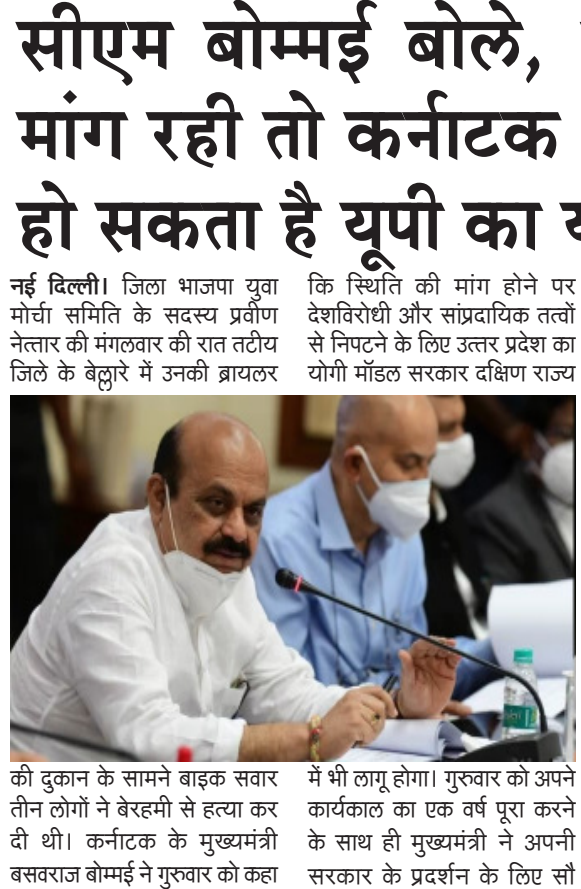 सीएम बोम्मई बोले,
मांग रही तो कर्नाटक
हो सकता है यूपी का
नई दिल्ली। जिला भाजपा युवा
मोर्चा समिति के सदस्य प्रवीण
नेत्तार की मंगलवार की रात तटीय
जिले के बेल्लारे में उनकी ब्रायलर
की दुकान के सामने बाइक सवार
तीन लोगों ने बेरहमी से हत्या कर
दी थी। कर्नाटक के मुख्यमंत्री
बसवराज बोम्मई ने गुरुवार को कहा
कि स्थिति की मांग होने पर
देशविरोधी और सांप्रदायिक तत्वों
से निपटने के लिए उत्तर प्रदेश का
योगी मॉडल सरकार दक्षिण राज्य
में भी लागू होगा। गुरुवार को अपने
कार्यकाल का एक वर्ष पूरा करने
के साथ ही मुख्यमंत्री ने अपनी
सरकार के प्रदर्शन के लिए सौ